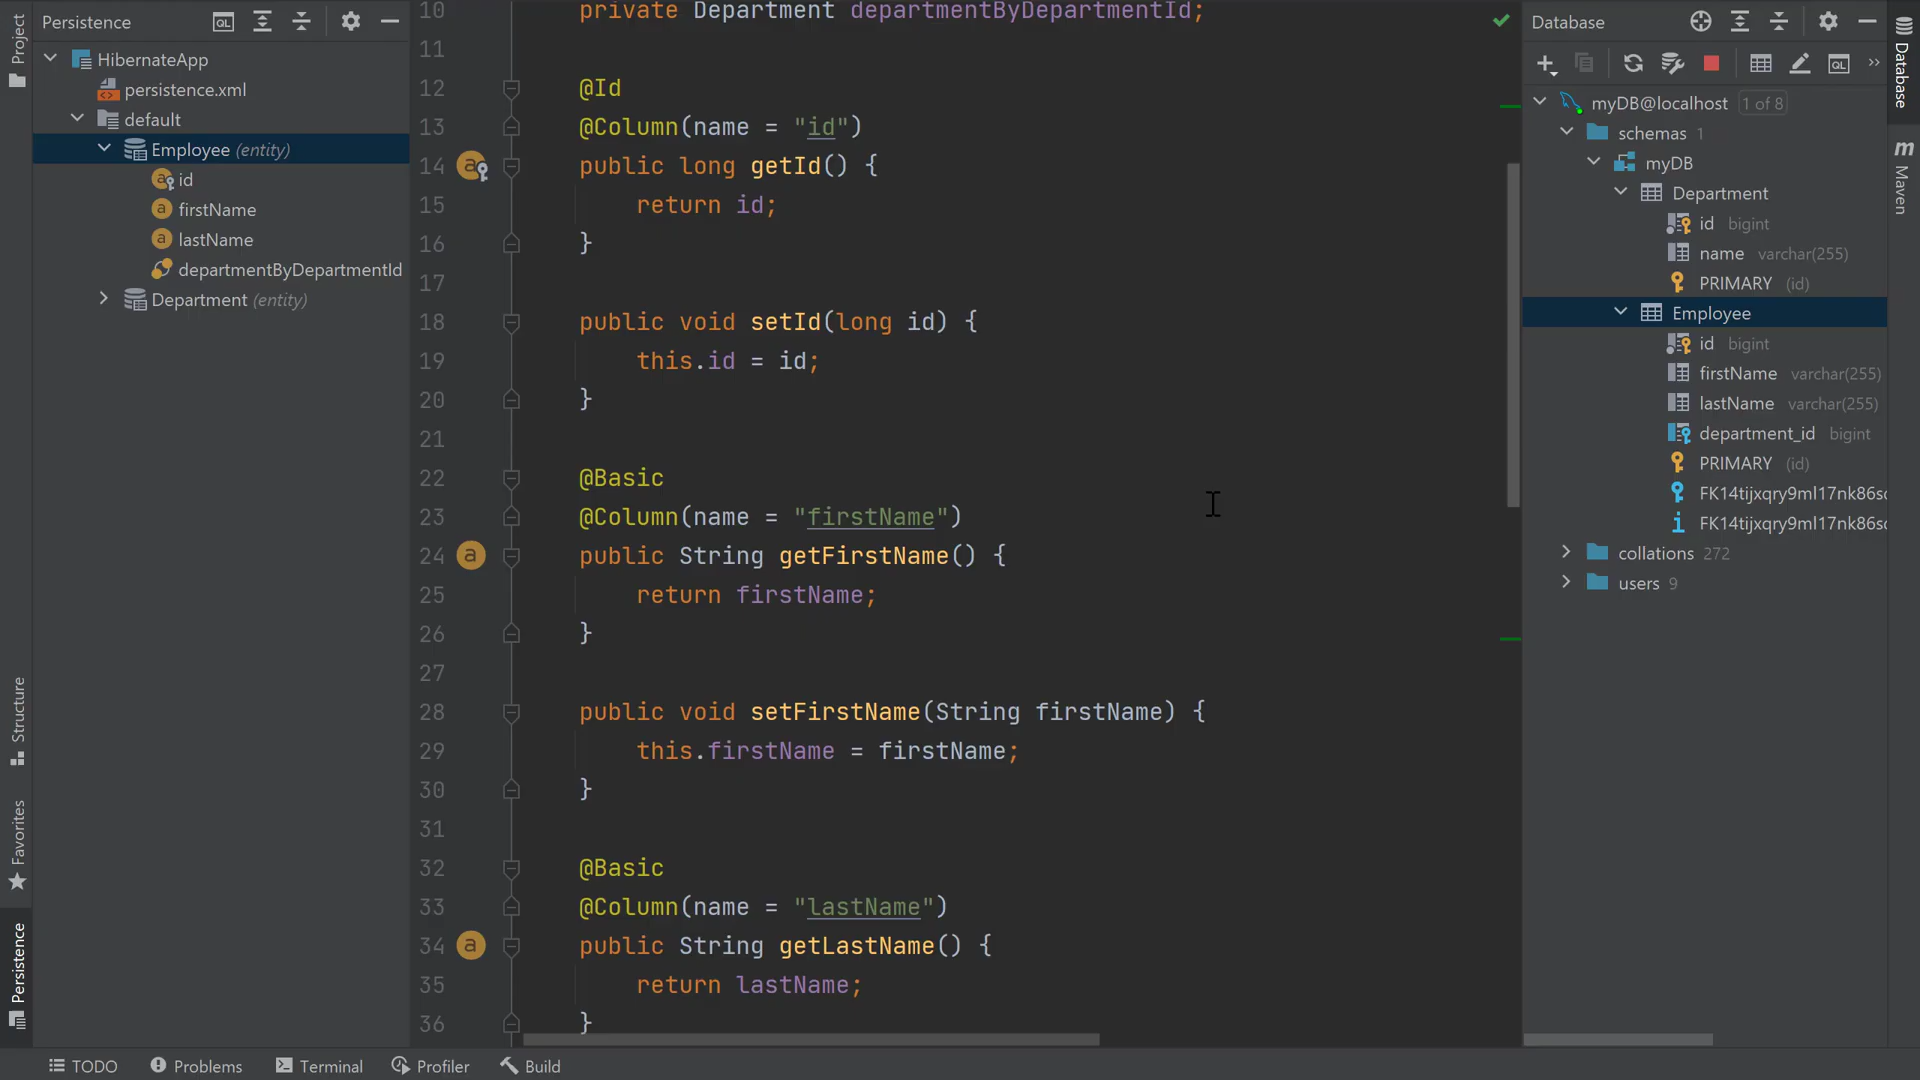 Project
Persistence
HibernateApp
persistence.xml
default
Employee (entity)
id
firstName
lastName
departmentByDepartmentId
Department (entity)
Structure
Favorites
Persistence
10 private Department departmentByDepartmentId;
11
12 @Id
13 @Column(name = "id")
14 public long getId() {
15 return id;
16 }
17
18 public void setId(long id) {
19 this.id = id;
20 }
21
22 @Basic
23 @Column(name = "firstName")
24 public String getFirstName() {
25 return firstName;
26 }
27
28 public void setFirstName(String firstName) {
29 this.firstName = firstName;
30 }
31
32 @Basic
33 @Column(name = "lastName")
34 public String getLastName() {
35 return lastName;
36 }
Database
myDB@localhost 1 of 8
schemas 1
myDB
Department
id bigint
name varchar(255)
PRIMARY (id)
Employee
id bigint
firstName varchar(255)
lastName varchar(255)
department_id bigint
PRIMARY (id)
FK14tijxqry9ml17nk86sc
FK14tijxqry9ml17nk86sc
collations 272
users 9
Database
Maven
TODO Problems Terminal Profiler Build